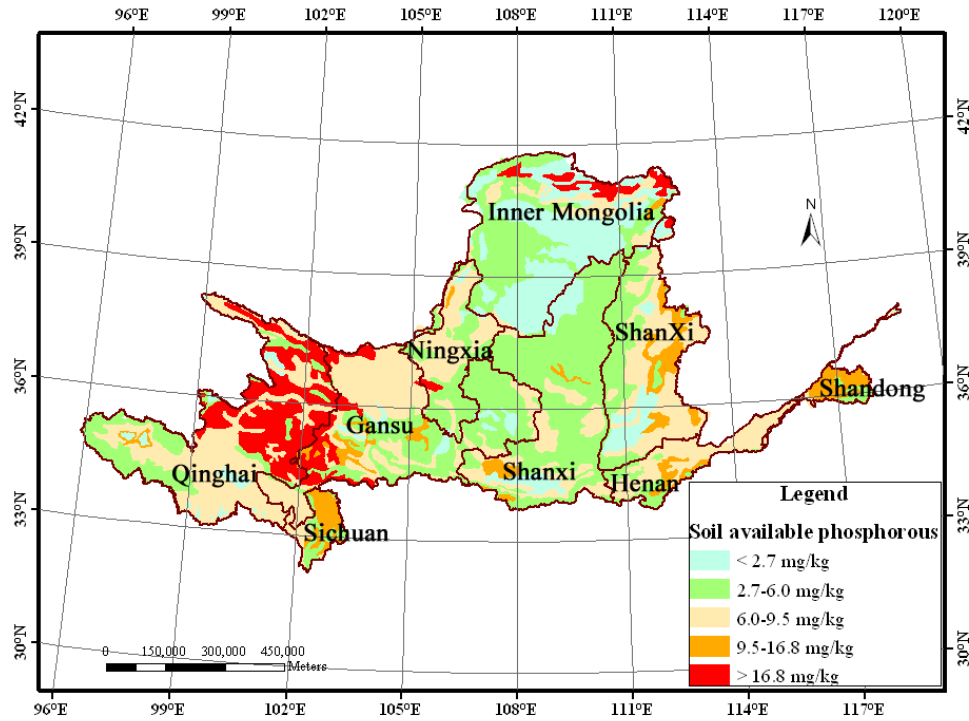 96°E 99°E 102°E 105°E 108°E 111°E 114°E 117°E 120°E
42°N 42°N
N
Inner Mongolia
39°N 39°N
ShanXi
Ningxia
36°N 36°N
Shandong
Gansu
Qinghai Shanxi Henan
33°N 33°N
Sichuan
Legend
Soil available phosphorous
< 2.7 mg/kg
2.7-6.0 mg/kg
6.0-9.5 mg/kg
9.5-16.8 mg/kg
> 16.8 mg/kg
30°N 30°N
0 150,000 300,000 450,000
Meters
96°E 99°E 102°E 105°E 108°E 111°E 114°E 117°E